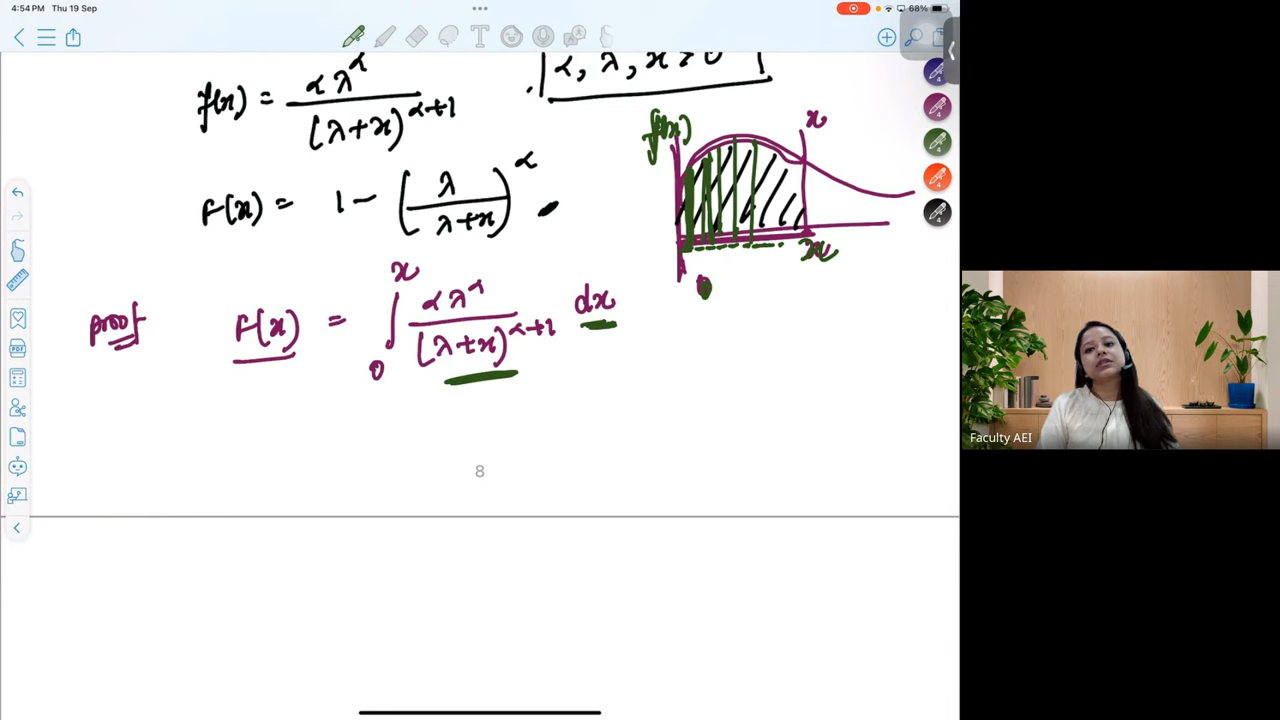 4:54 PM Thu 19 Sep
68%
α, λ, x > 0
f(x) = αλ^α / (λ+x)^(α+1)
f(x)
x
F(x) = 1 - (λ / (λ+x))^α
x
0
proof F(x) = ∫_0^x αλ^α / (λ+x)^(α+1) dx
Faculty AEI
8